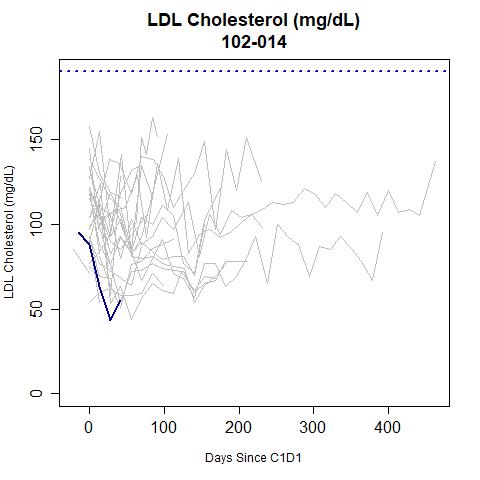 LDL Cholesterol (mg/dL)
102-014
LDL Cholesterol (mg/dL)
150
100
50
0
0 100 200 300 400
Days Since C1D1